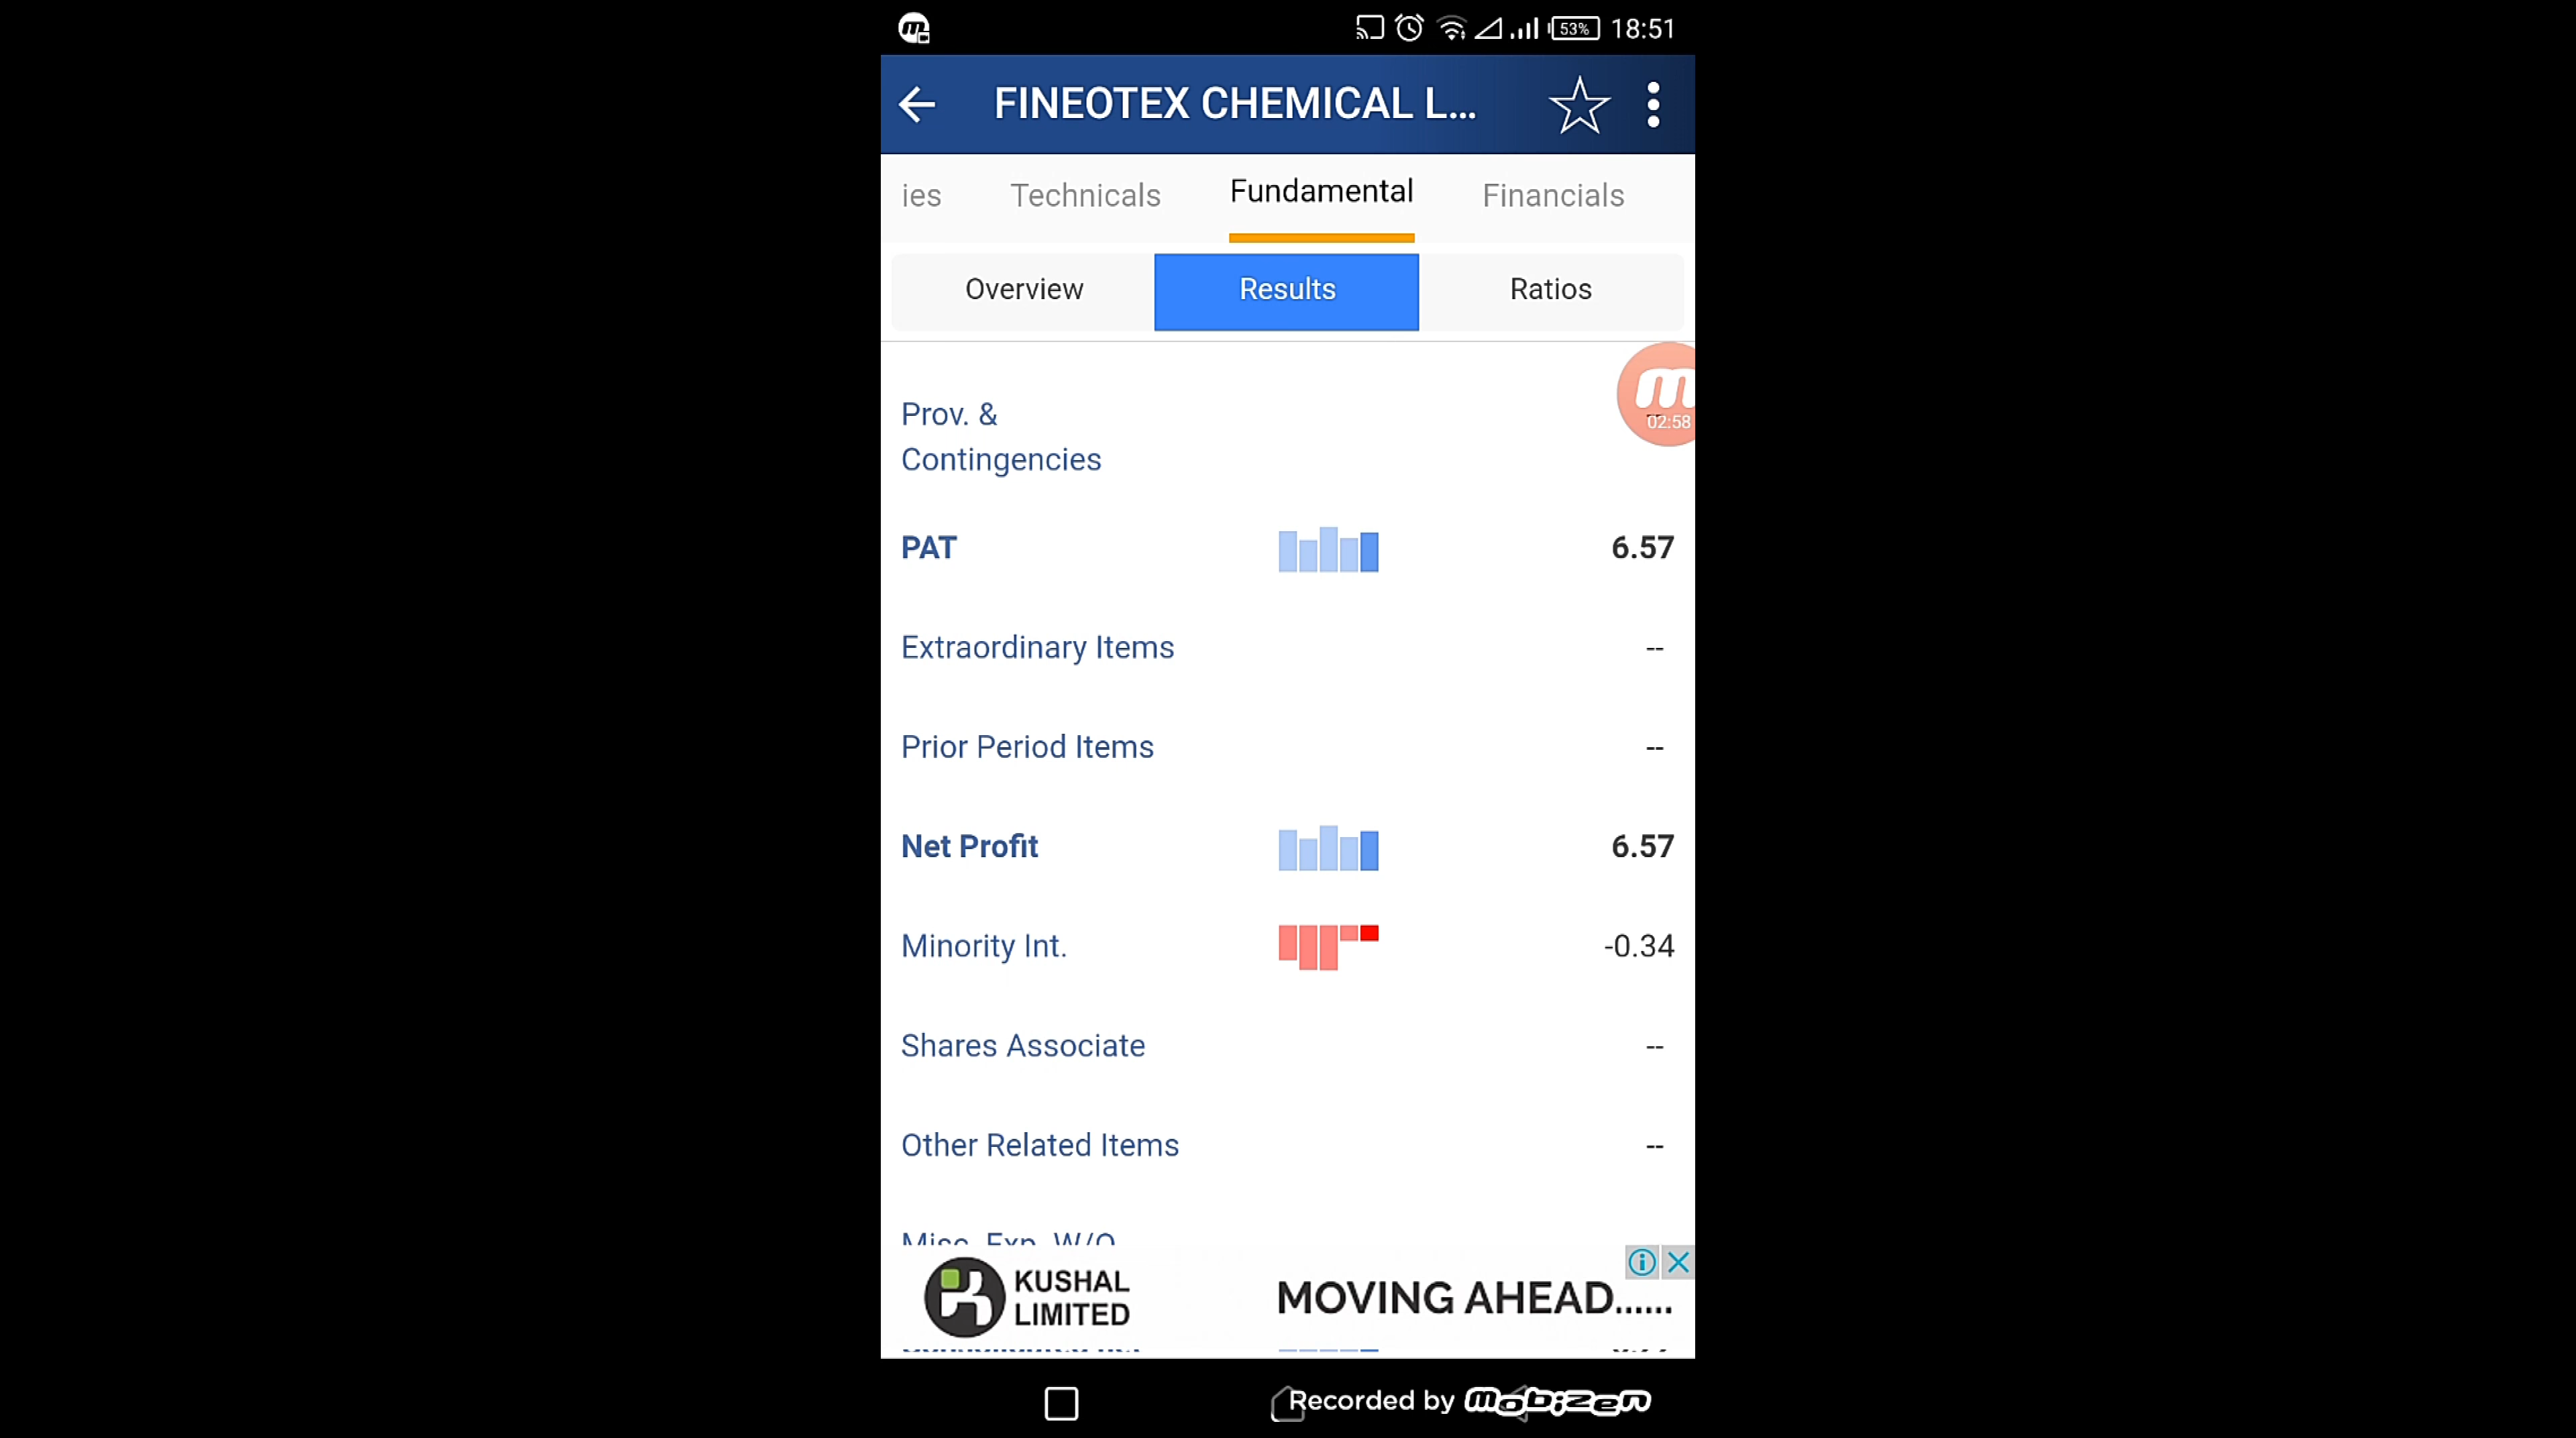 53% 18:51
FINEOTEX CHEMICAL L...
ies Technicals Fundamental Financials
Overview Results Ratios
02:58
Prov. &
Contingencies
PAT 6.57
Extraordinary Items --
Prior Period Items --
Net Profit 6.57
Minority Int. -0.34
Shares Associate --
Other Related Items --
Misc. Exp. W/O
KUSHAL
LIMITED
MOVING AHEAD......
Recorded by mobizen